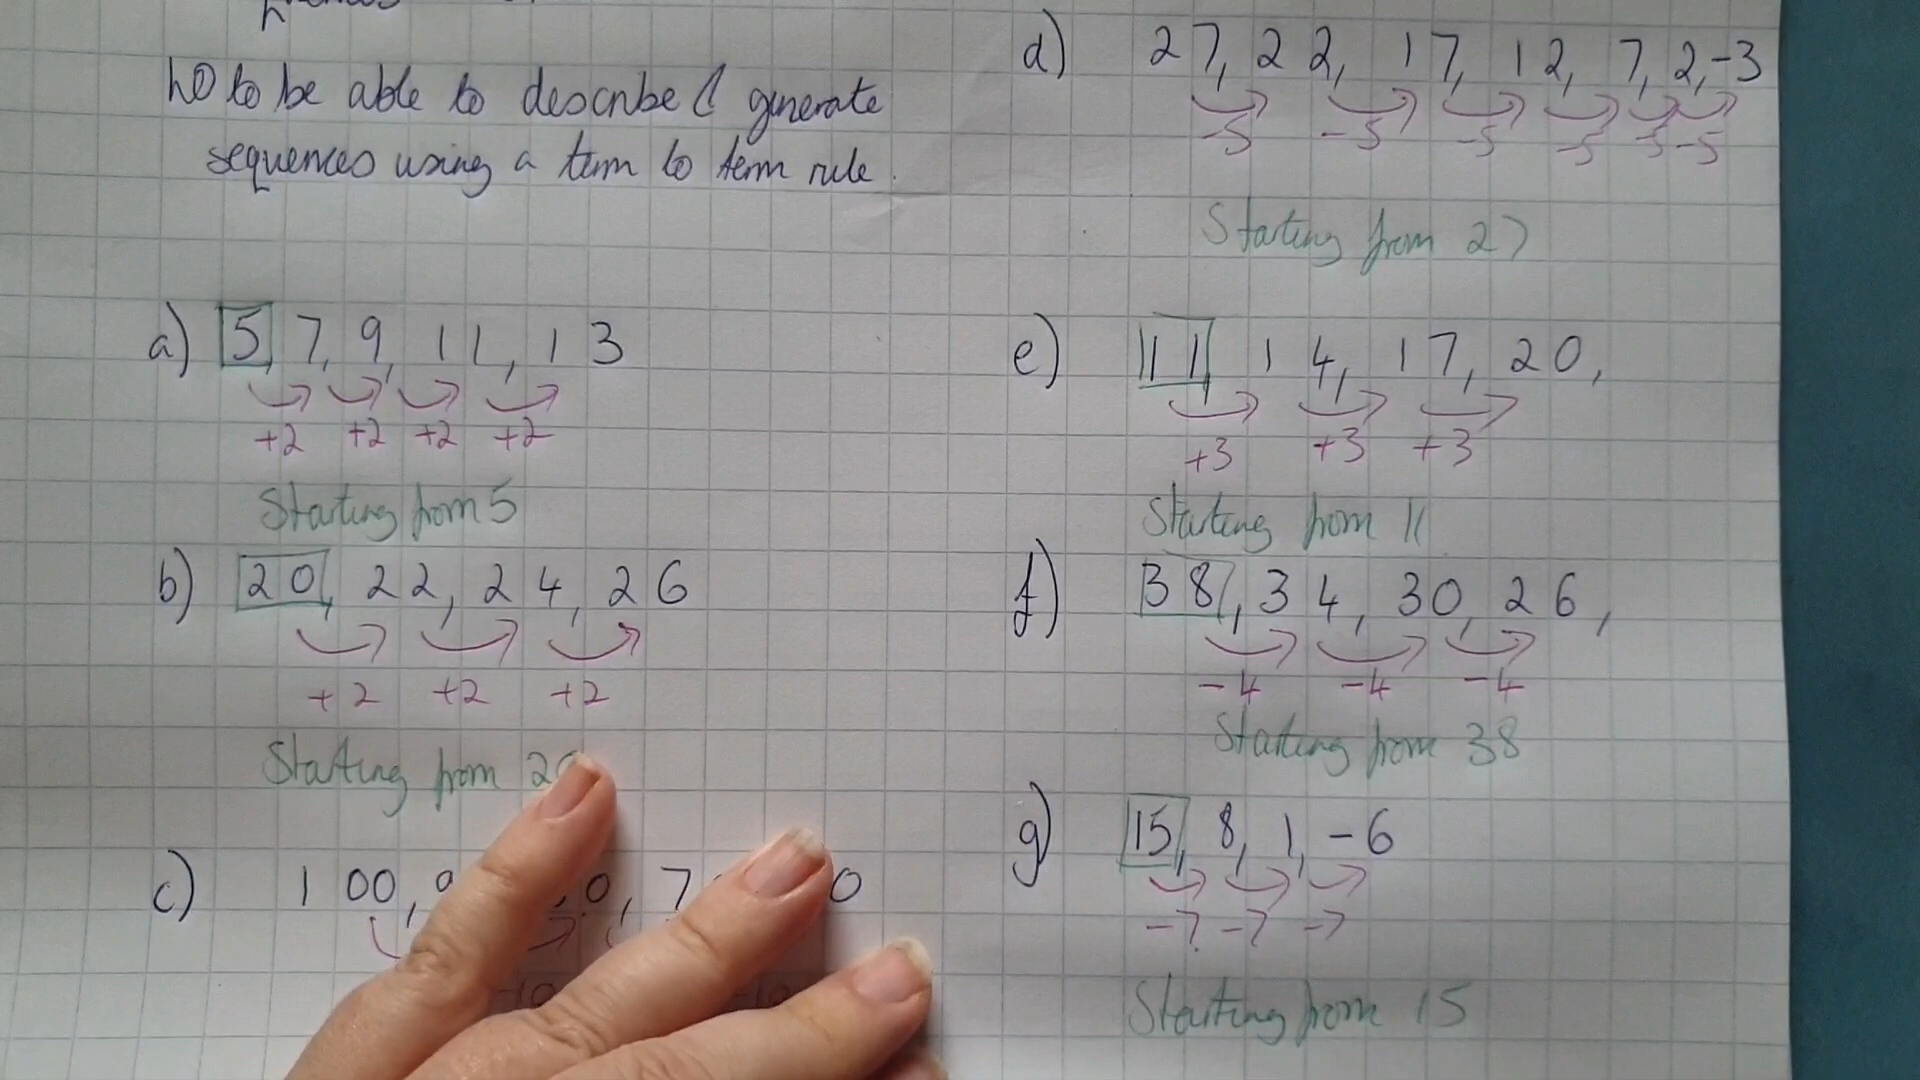 LO to be able to describe & generate
sequences using a term to term rule.
a) 5, 7, 9, 11, 13
+2 +2 +2 +2
Starting from 5
b) 20, 22, 24, 26
+2 +2 +2
Starting from 20
c) 100,
d) 27, 22, 17, 12, 7, 2, -3
-5 -5 -5 -5 -5 -5
Starting from 27
e) 11, 14, 17, 20,
+3 +3 +3
Starting from 11
f) 38, 34, 30, 26,
-4 -4 -4
Starting from 38
g) 15, 8, 1, -6
-7 -7 -7
Starting from 15